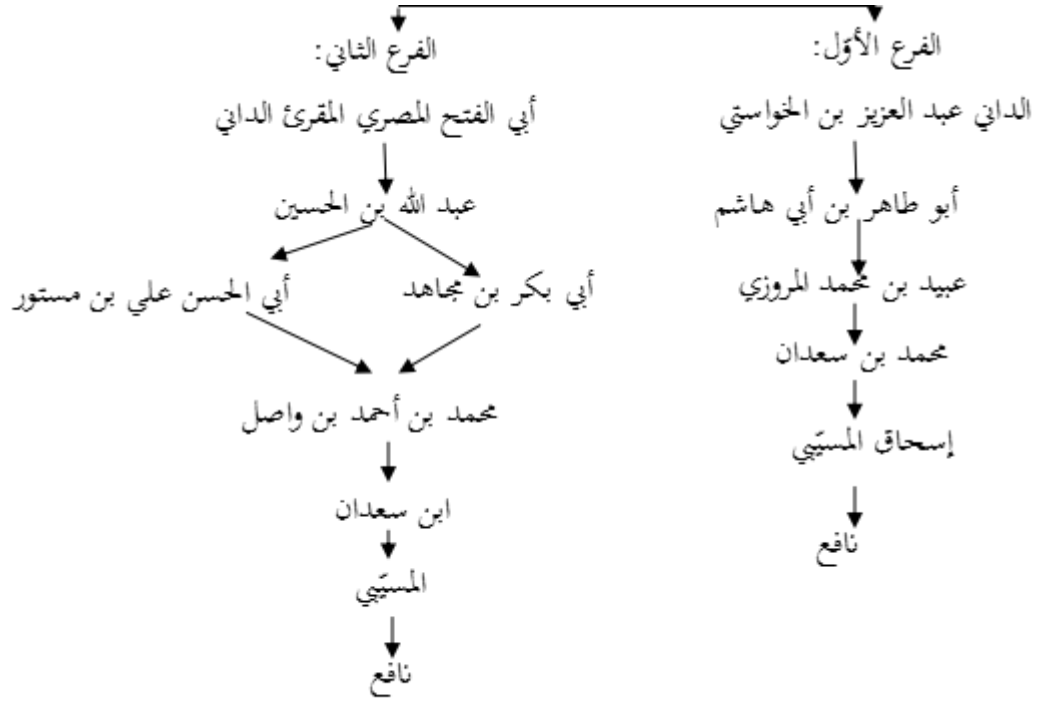 الفرع الأوّل:
الداني عبد العزيز بن الخواستي
أبو طاهر بن أبي هاشم
عبيد بن محمد المروزي
محمد بن سعدان
إسحاق المسيّبي
نافع
الفرع الثاني:
أبي الفتح المصري المقرئ الداني
عبد الله بن الحسين
أبي بكر بن مجاهد
أبي الحسن علي بن مستور
محمد بن أحمد بن واصل
ابن سعدان
المسيّبي
نافع